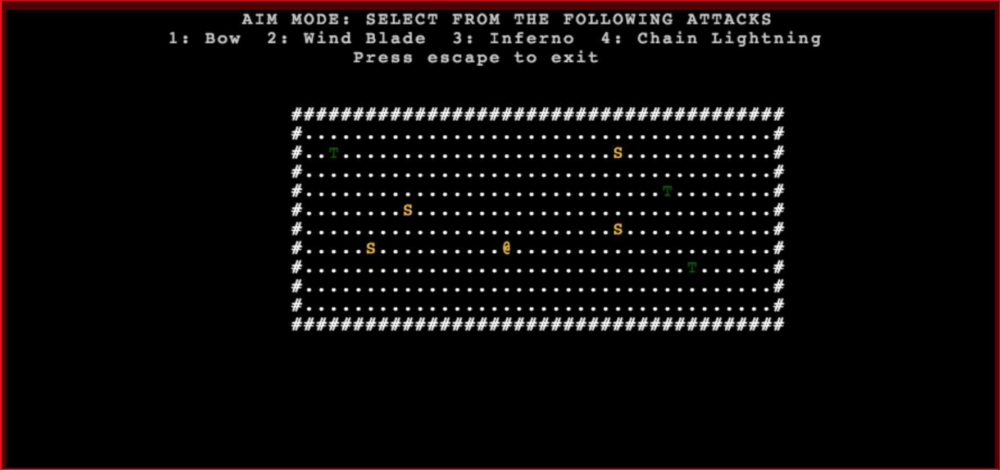 AIM MODE: SELECT FROM THE FOLLOWING ATTACKS
1: Bow 2: Wind Blade 3: Inferno 4: Chain Lightning
Press escape to exit
########################################
#......................................#
#..T......................S............#
#......................................#
#.............................T........#
#........S.............................#
#.........................S............#
#.....S..........@.....................#
#...............................T......#
#......................................#
#......................................#
########################################